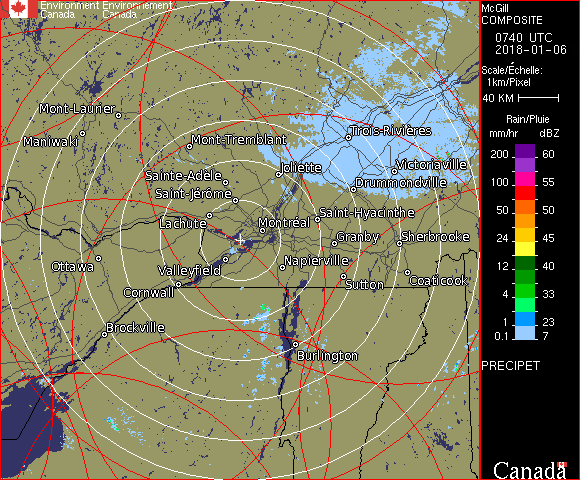 Environment Environnement
Canada Canada
McGill
COMPOSITE
0740 UTC
2018-01-06
Scale/Échelle:
1km/Pixel
40 KM
Rain/Pluie
mm/hr dBZ
200 60
100 55
50 50
24 45
12 40
4 33
1 23
0.1 7
PRECIPET
Canada
Mont-Laurier
Maniwaki
Mont-Tremblant
Trois-Rivières
Joliette
Victoriaville
Sainte-Adèle
Drummondville
Saint-Jérôme
Lachute
Saint-Hyacinthe
Montréal
Granby
Sherbrooke
Ottawa
Valleyfield
Napierville
Coaticook
Sutton
Cornwall
Brockville
Burlington